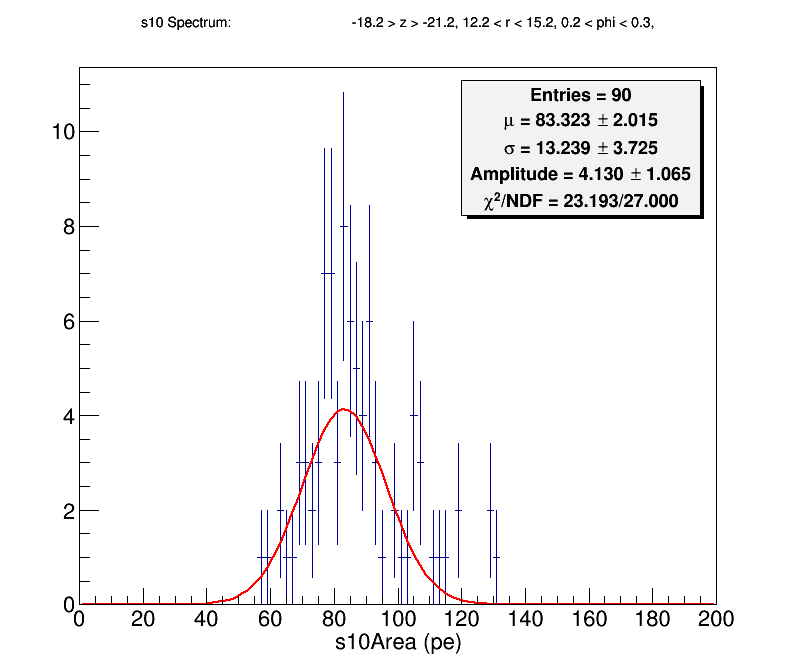 s10 Spectrum: -18.2 > z > -21.2, 12.2 < r < 15.2, 0.2 < phi < 0.3,
Entries = 90
μ = 83.323 ± 2.015
σ = 13.239 ± 3.725
Amplitude = 4.130 ± 1.065
χ²/NDF = 23.193/27.000
10
8
6
4
2
0
0 20 40 60 80 100 120 140 160 180 200
s10Area (pe)